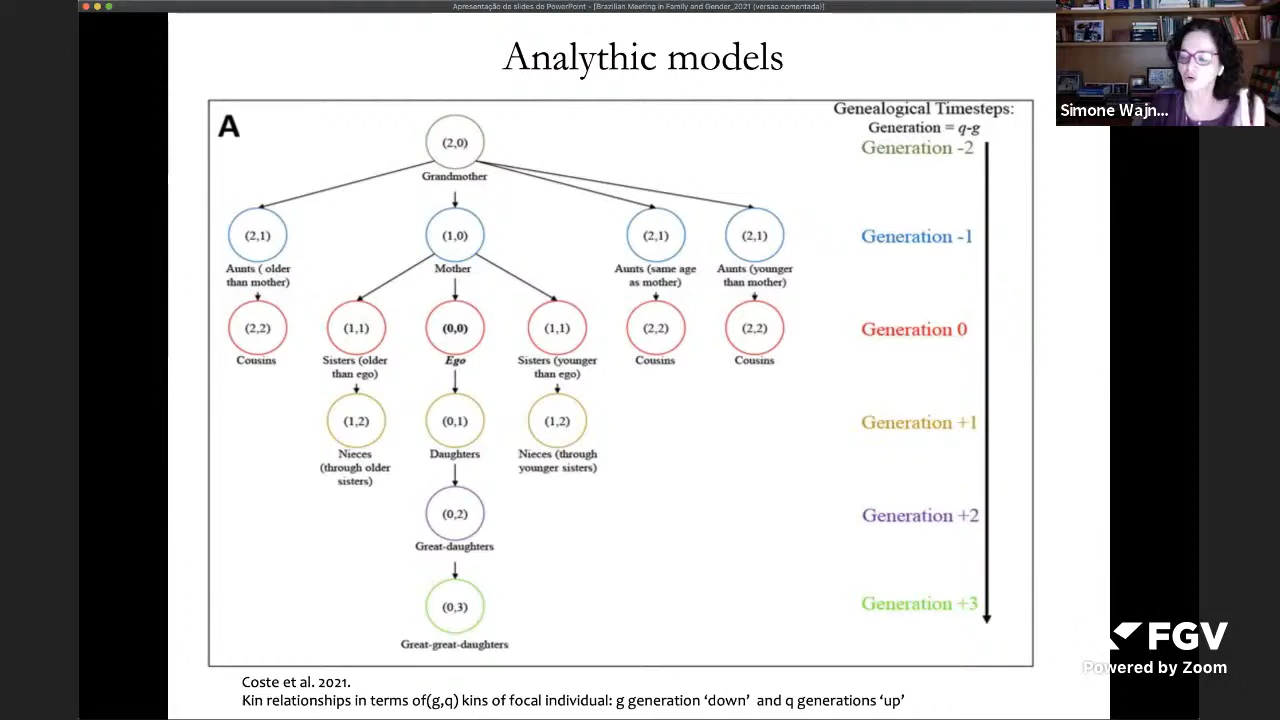 Apresentação de slides do PowerPoint - [Brazilian Meeting in Family and Gender_2021 (versao comentada)]
Analythic models
Simone Wajn...
A
Genealogical Timesteps:
Generation = q-g
(2,0)
Generation -2
Grandmother
(2,1)
(1,0)
(2,1)
(2,1)
Generation -1
Aunts ( older
than mother)
Mother
Aunts (same age
as mother)
Aunts (younger
than mother)
(2,2)
(1,1)
(0,0)
(1,1)
(2,2)
(2,2)
Generation 0
Cousins
Sisters (older
than ego)
Ego
Sisters (younger
than ego)
Cousins
Cousins
(1,2)
(0,1)
(1,2)
Generation +1
Nieces
(through older
sisters)
Daughters
Nieces (through
younger sisters)
(0,2)
Generation +2
Great-daughters
(0,3)
Generation +3
Great-great-daughters
FGV
Powered by Zoom
Coste et al. 2021.
Kin relationships in terms of(g,q) kins of focal individual: g generation ‘down’ and q generations ‘up’